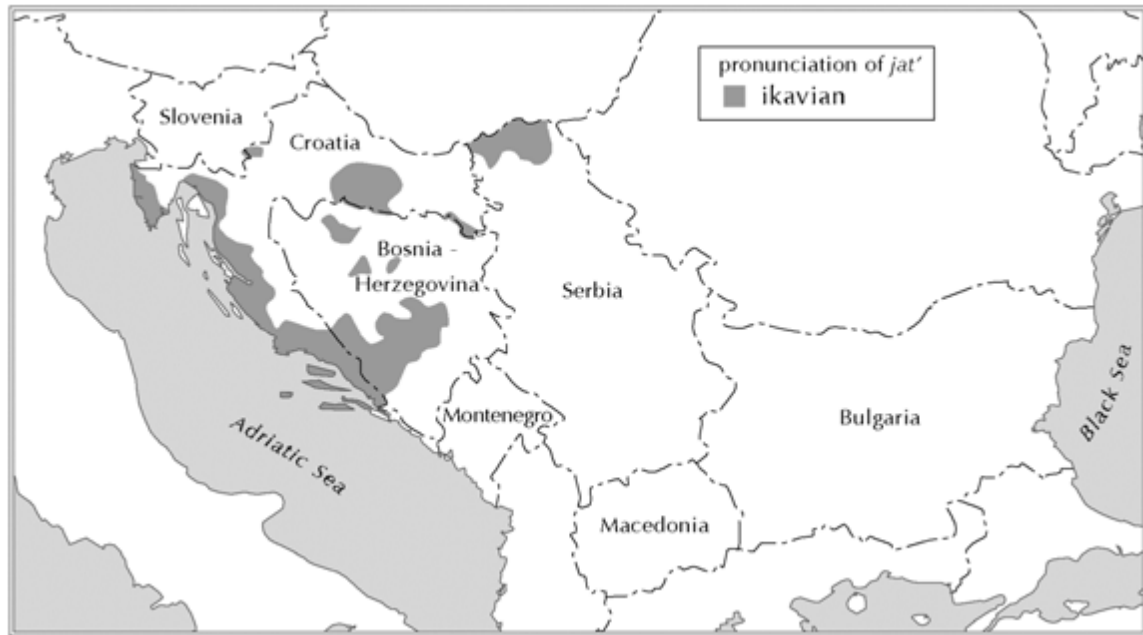 pronunciation of jat’
ikavian
Slovenia
Croatia
Bosnia -
Herzegovina
Serbia
Montenegro
Bulgaria
Macedonia
Adriatic Sea
Black Sea